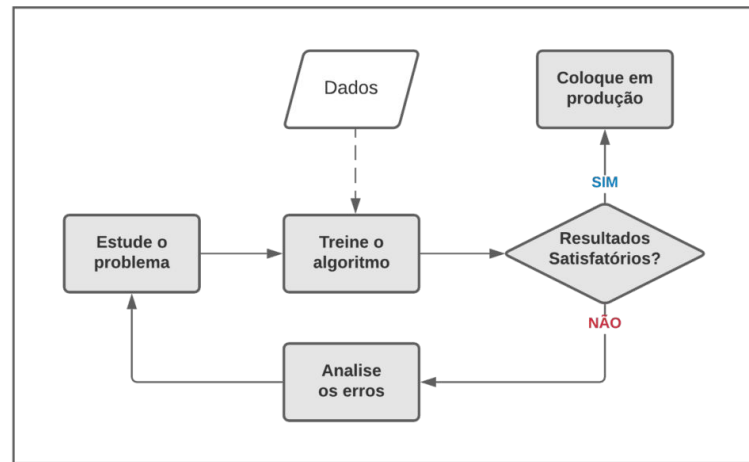 Dados
Coloque em
produção
SIM
Estude o
problema
Treine o
algoritmo
Resultados
Satisfatórios?
NÃO
Analise
os erros